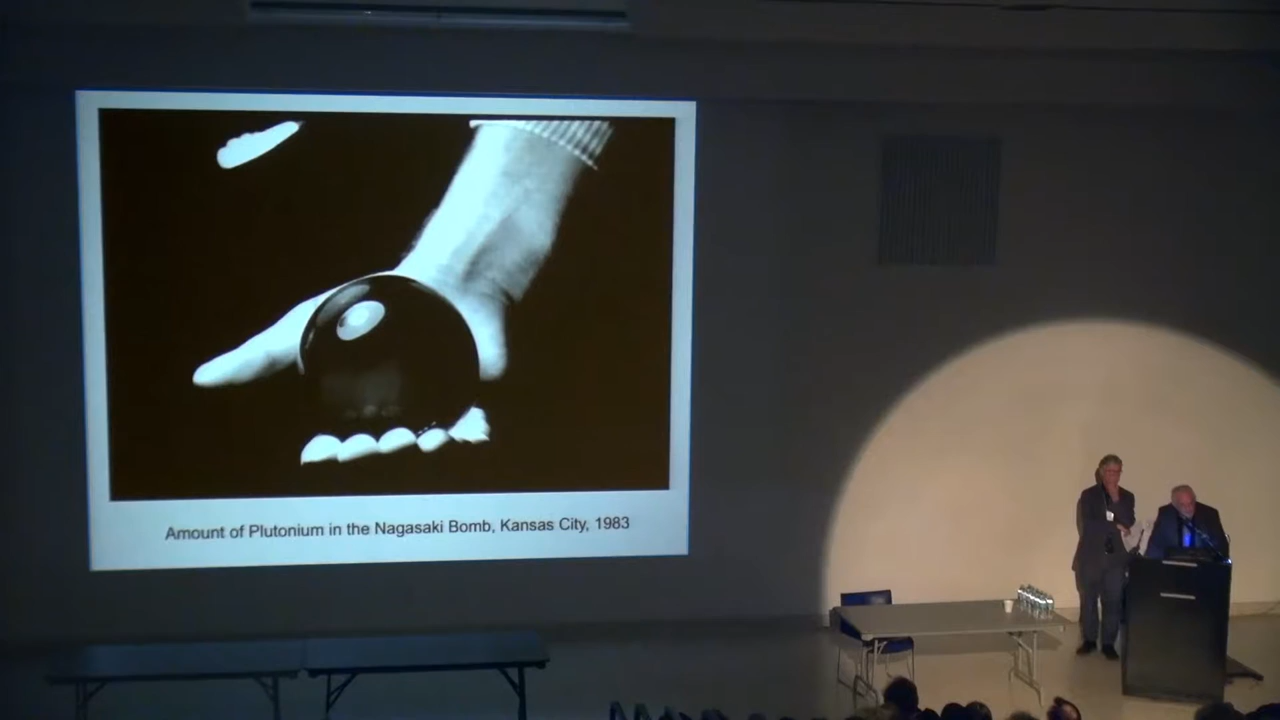 Amount of Plutonium in the Nagasaki Bomb, Kansas City, 1983